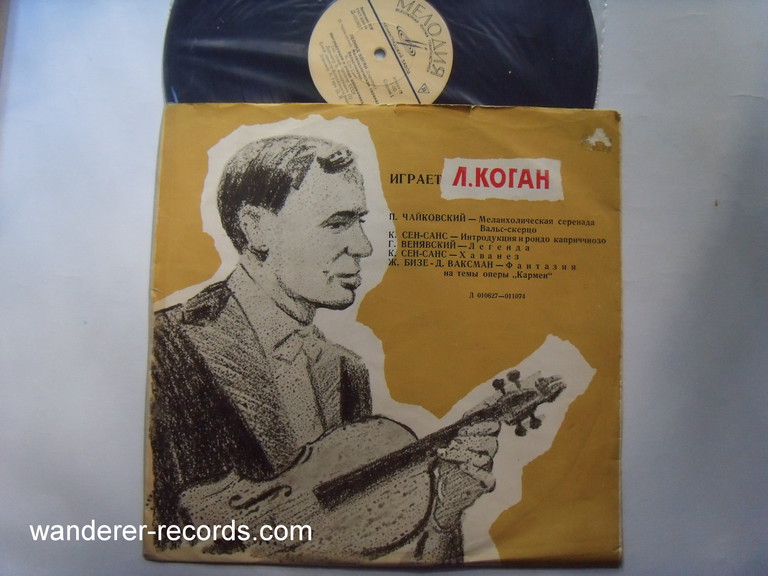 МЕЛОДИЯ
ИГРАЕТ Л.КОГАН
П. ЧАЙКОВСКИЙ — Меланхолическая серенада
Вальс-скерцо
К. СЕН-САНС — Интродукция и рондо каприччиозо
Г. ВЕНЯВСКИЙ — Легенда
К. СЕН-САНС — Хаванез
Ж. БИЗЕ - Д. ВАКСМАН — Фантазия
на темы оперы „Кармен“
Д 010627—011074
wanderer-records.com